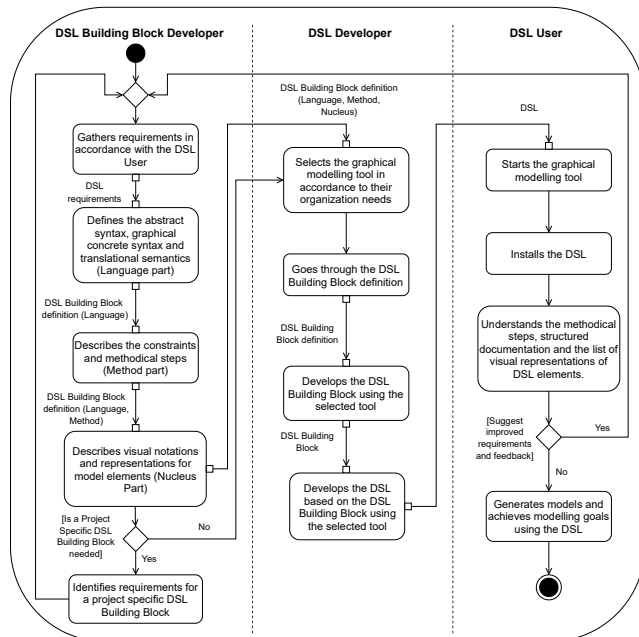 DSL Building Block Developer
Gathers requirements in
accordance with the DSL
User
DSL
requirements
Defines the abstract
syntax, graphical
concrete syntax and
translational semantics
(Language part)
DSL Building Block
definition (Language)
Describes the constraints
and methodical steps
(Method part)
DSL Building Block
definition (Language,
Method)
Describes visual notations
and representations for
model elements (Nucleus
Part)
[Is a Project
Specific DSL
Building Block
needed]
No
Yes
Identifies requirements for
a project specific DSL
Building Block
DSL Developer
DSL Building Block definition
(Language, Method,
Nucleus)
Selects the graphical
modelling tool in
accordance to their
organization needs
Goes through the DSL
Building Block definition
DSL Building
Block definition
Develops the DSL
Building Block using the
selected tool
DSL Building
Block
Develops the DSL
based on the DSL
Building Block using
the selected tool
DSL User
DSL
Starts the graphical
modelling tool
Installs the DSL
Understands the methodical
steps, structured
documentation and the list of
visual representations of
DSL elements.
[Suggest
improved
requirements
and feedback]
Yes
No
Generates models and
achieves modelling goals
using the DSL